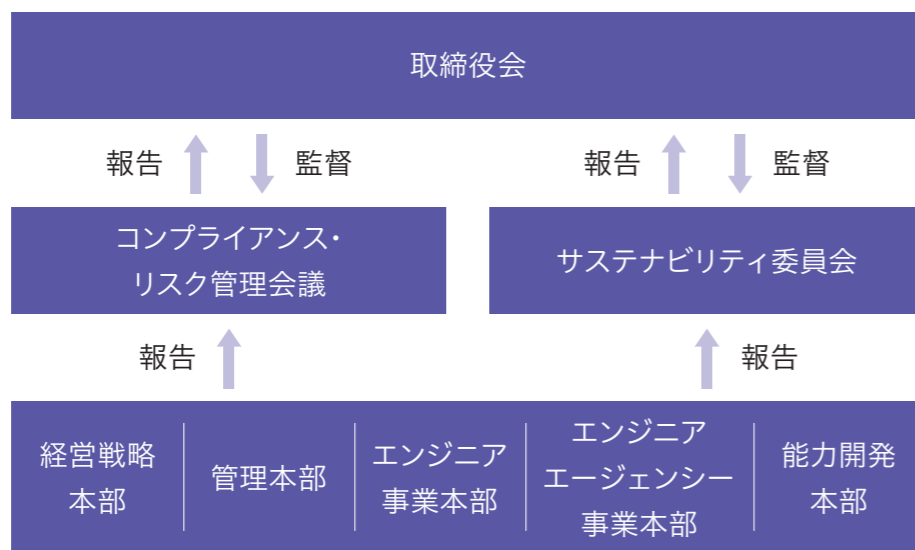 取締役会
報告
監督
報告
監督
コンプライアンス・
リスク管理会議
サステナビリティ委員会
報告
報告
経営戦略
本部
管理本部
エンジニア
事業本部
エンジニア
エージェンシー
事業本部
能力開発
本部